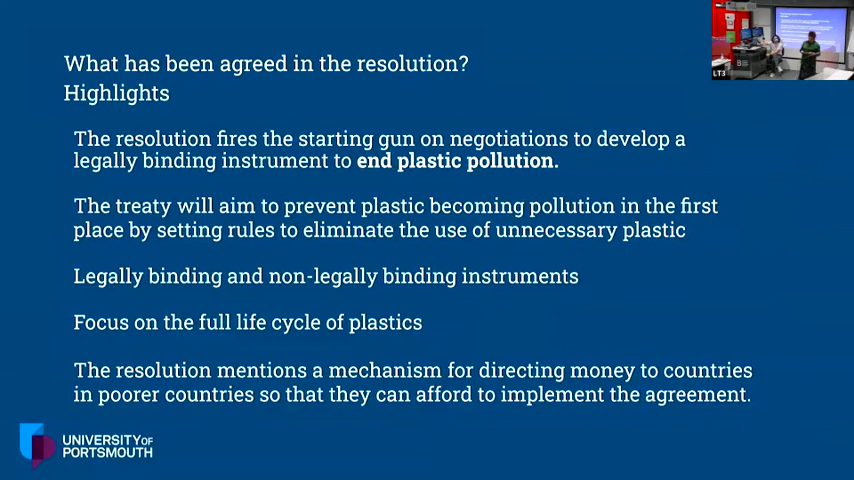 What has been agreed in the resolution?
Highlights
The resolution fires the starting gun on negotiations to develop a
legally binding instrument to end plastic pollution.
The treaty will aim to prevent plastic becoming pollution in the first
place by setting rules to eliminate the use of unnecessary plastic
Legally binding and non-legally binding instruments
Focus on the full life cycle of plastics
The resolution mentions a mechanism for directing money to countries
in poorer countries so that they can afford to implement the agreement.
UNIVERSITY OF
PORTSMOUTH
LT3